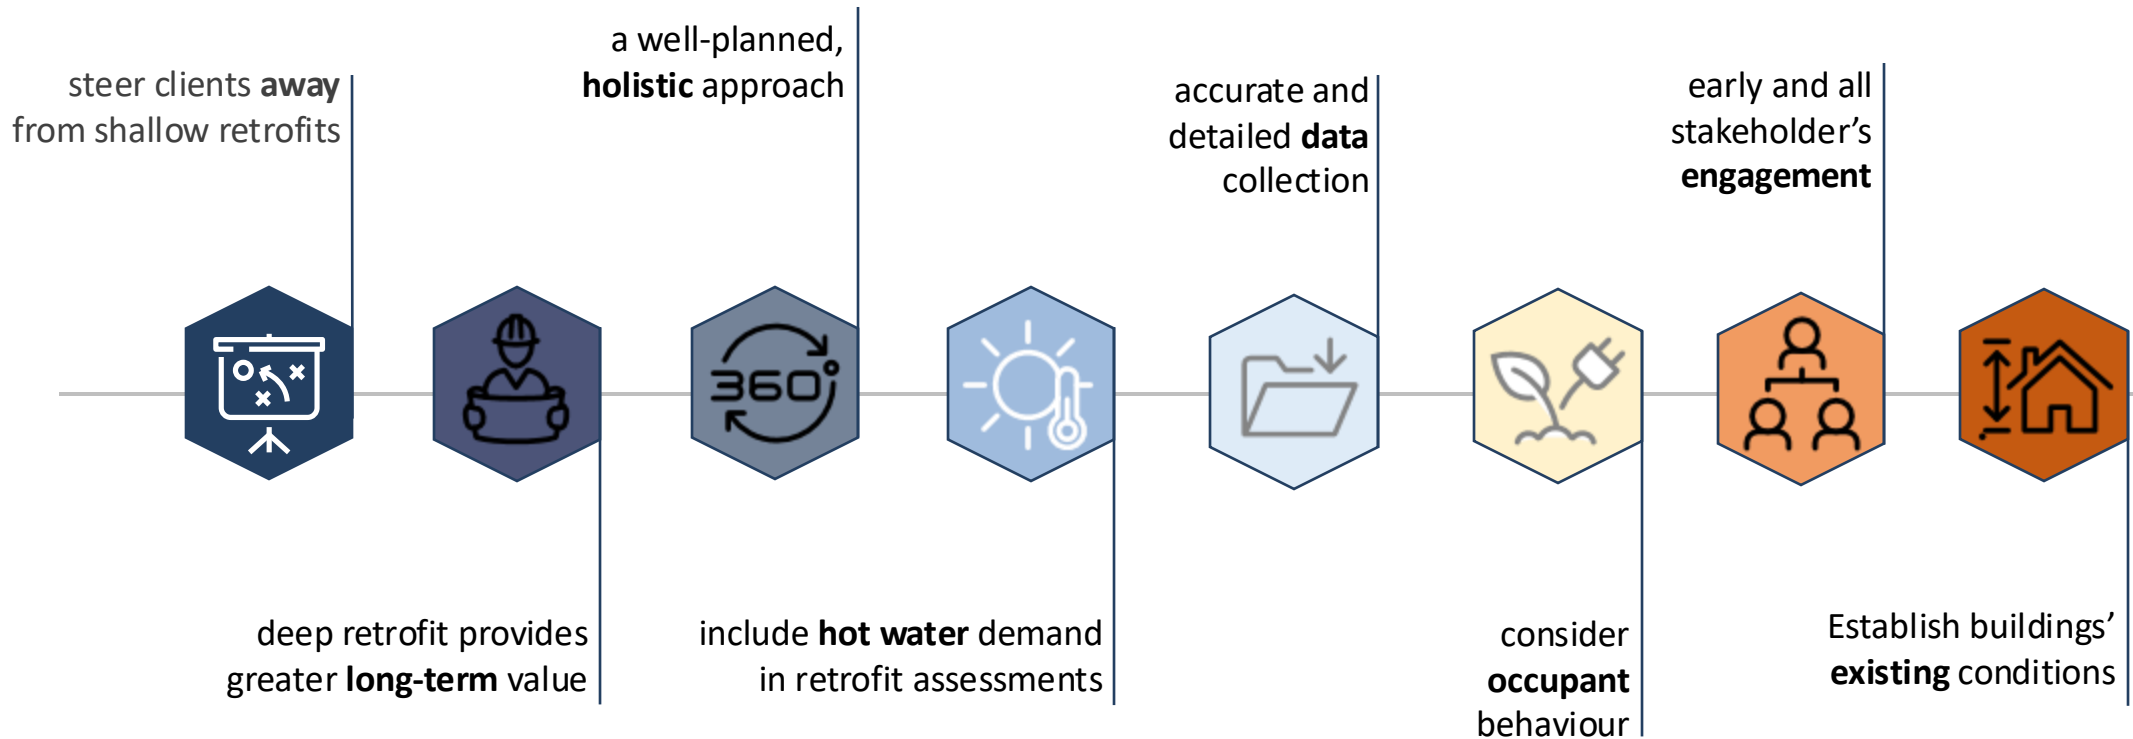 steer clients away
from shallow retrofits
deep retrofit provides
greater long-term value
a well-planned,
holistic approach
360°
include hot water demand
in retrofit assessments
accurate and
detailed data
collection
consider
occupant
behaviour
early and all
stakeholder’s
engagement
Establish buildings’
existing conditions